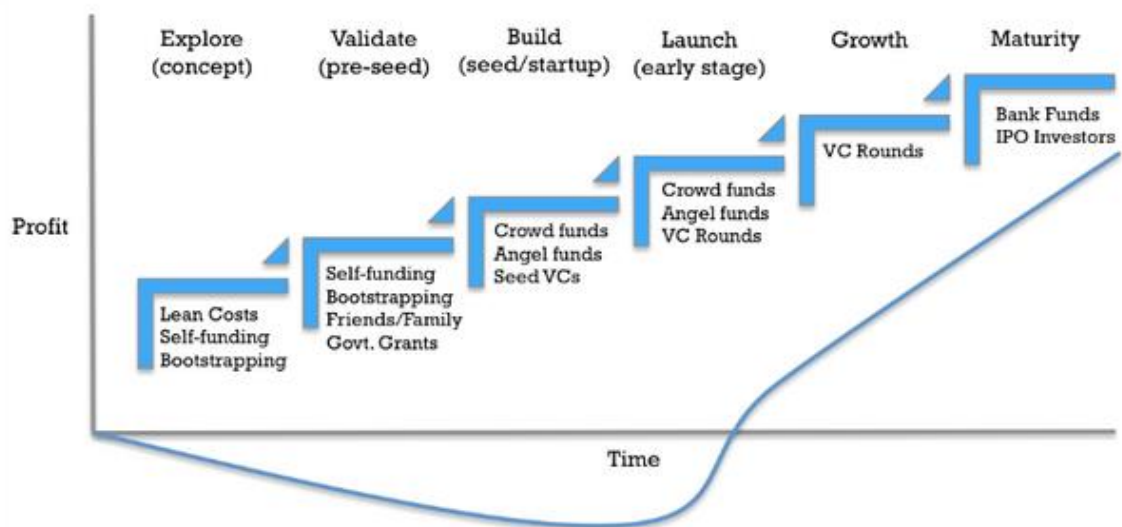 Explore
(concept)
Validate
(pre-seed)
Build
(seed/startup)
Launch
(early stage)
Growth
Maturity
Bank Funds
IPO Investors
VC Rounds
Crowd funds
Angel funds
VC Rounds
Crowd funds
Angel funds
Seed VCs
Self-funding
Bootstrapping
Friends/Family
Govt. Grants
Lean Costs
Self-funding
Bootstrapping
Profit
Time